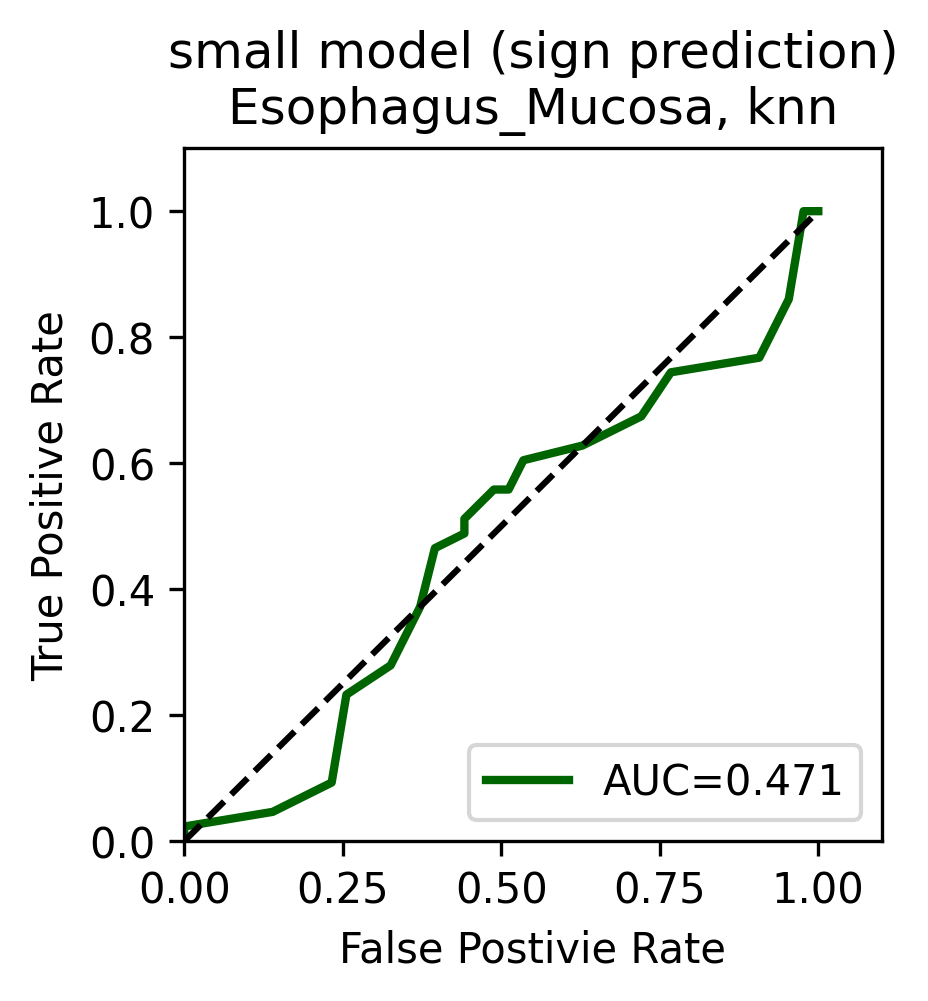 small model (sign prediction)
Esophagus_Mucosa, knn
True Positive Rate
1.0
0.8
0.6
0.4
0.2
0.0
AUC=0.471
0.00 0.25 0.50 0.75 1.00
False Postivie Rate